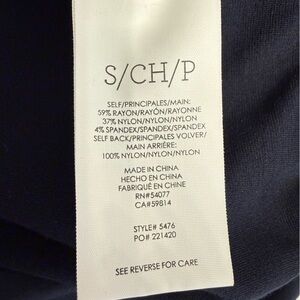 S/CH/P
SELF/PRINCIPALES/MAIN:
59% RAYON/RAYÓN/RAYONNE
37% NYLON/NYLON/NYLON
4% SPANDEX/SPANDEX/SPANDEX
SELF BACK/PRINCIPALES VOLVER/
MAIN ARRIÈRE:
100% NYLON/NYLON/NYLON
MADE IN CHINA
HECHO EN CHINA
FABRIQUÉ EN CHINE
RN#54077
CA#59814
STYLE# 5476
PO# 221420
SEE REVERSE FOR CARE